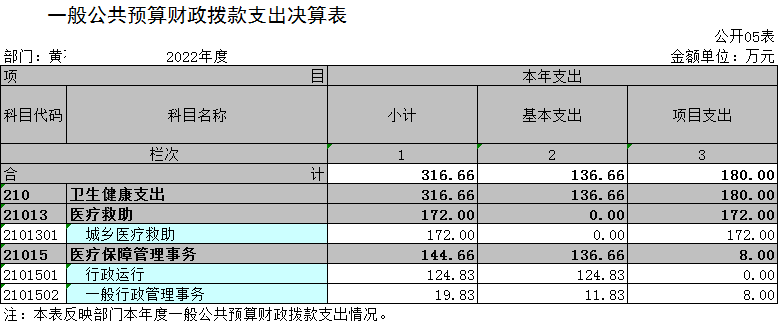 一般公共预算财政拨款支出决算表
公开05表
部门：黄 2022年度 金额单位：万元
项 目 本年支出
科目代码 科目名称 小计 基本支出 项目支出
栏次 1 2 3
合 计 316.66 136.66 180.00
210 卫生健康支出 316.66 136.66 180.00
21013 医疗救助 172.00 0.00 172.00
2101301 城乡医疗救助 172.00 0.00 172.00
21015 医疗保障管理事务 144.66 136.66 8.00
2101501 行政运行 124.83 124.83 0.00
2101502 一般行政管理事务 19.83 11.83 8.00
注：本表反映部门本年度一般公共预算财政拨款支出情况。